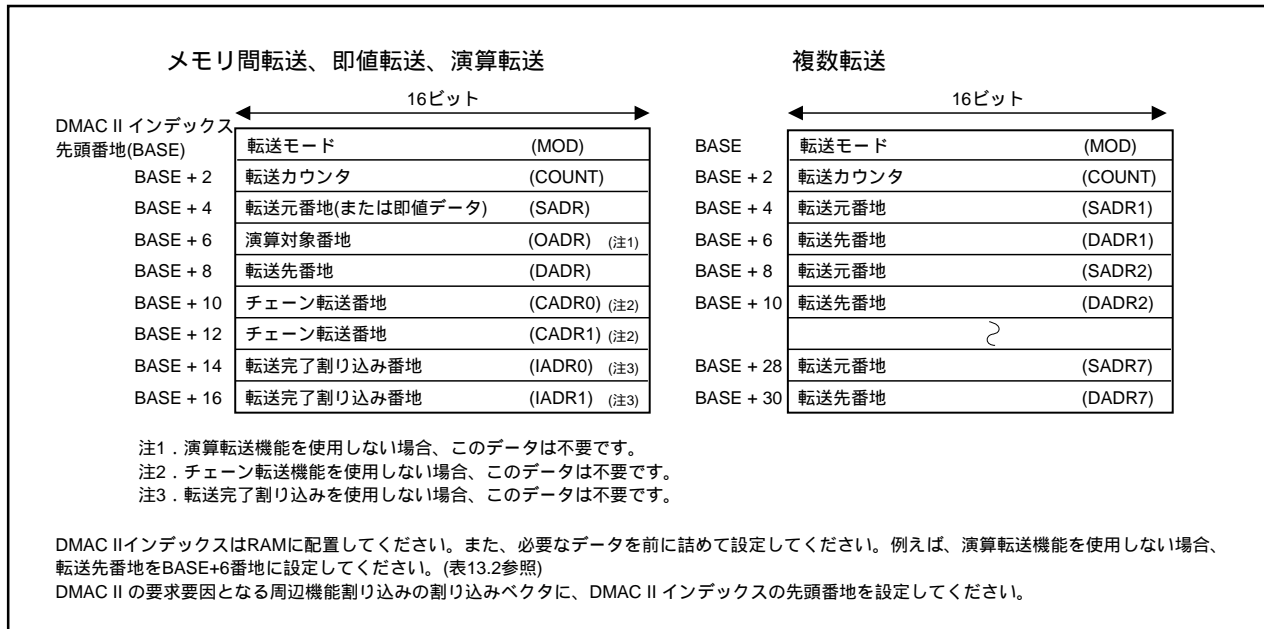 メモリ間転送、即値転送、演算転送
16ビット
DMAC II インデックス
先頭番地(BASE) 転送モード (MOD)
BASE + 2 転送カウンタ (COUNT)
BASE + 4 転送元番地(または即値データ) (SADR)
BASE + 6 演算対象番地 (OADR) (注1)
BASE + 8 転送先番地 (DADR)
BASE + 10 チェーン転送番地 (CADR0) (注2)
BASE + 12 チェーン転送番地 (CADR1) (注2)
BASE + 14 転送完了割り込み番地 (IADR0) (注3)
BASE + 16 転送完了割り込み番地 (IADR1) (注3)
複数転送
16ビット
BASE 転送モード (MOD)
BASE + 2 転送カウンタ (COUNT)
BASE + 4 転送元番地 (SADR1)
BASE + 6 転送先番地 (DADR1)
BASE + 8 転送元番地 (SADR2)
BASE + 10 転送先番地 (DADR2)
BASE + 28 転送元番地 (SADR7)
BASE + 30 転送先番地 (DADR7)
注1．演算転送機能を使用しない場合、このデータは不要です。
注2．チェーン転送機能を使用しない場合、このデータは不要です。
注3．転送完了割り込みを使用しない場合、このデータは不要です。
DMAC IIインデックスはRAMに配置してください。また、必要なデータを前に詰めて設定してください。例えば、演算転送機能を使用しない場合、
転送先番地をBASE+6番地に設定してください。(表13.2参照)
DMAC II の要求要因となる周辺機能割り込みの割り込みベクタに、DMAC II インデックスの先頭番地を設定してください。